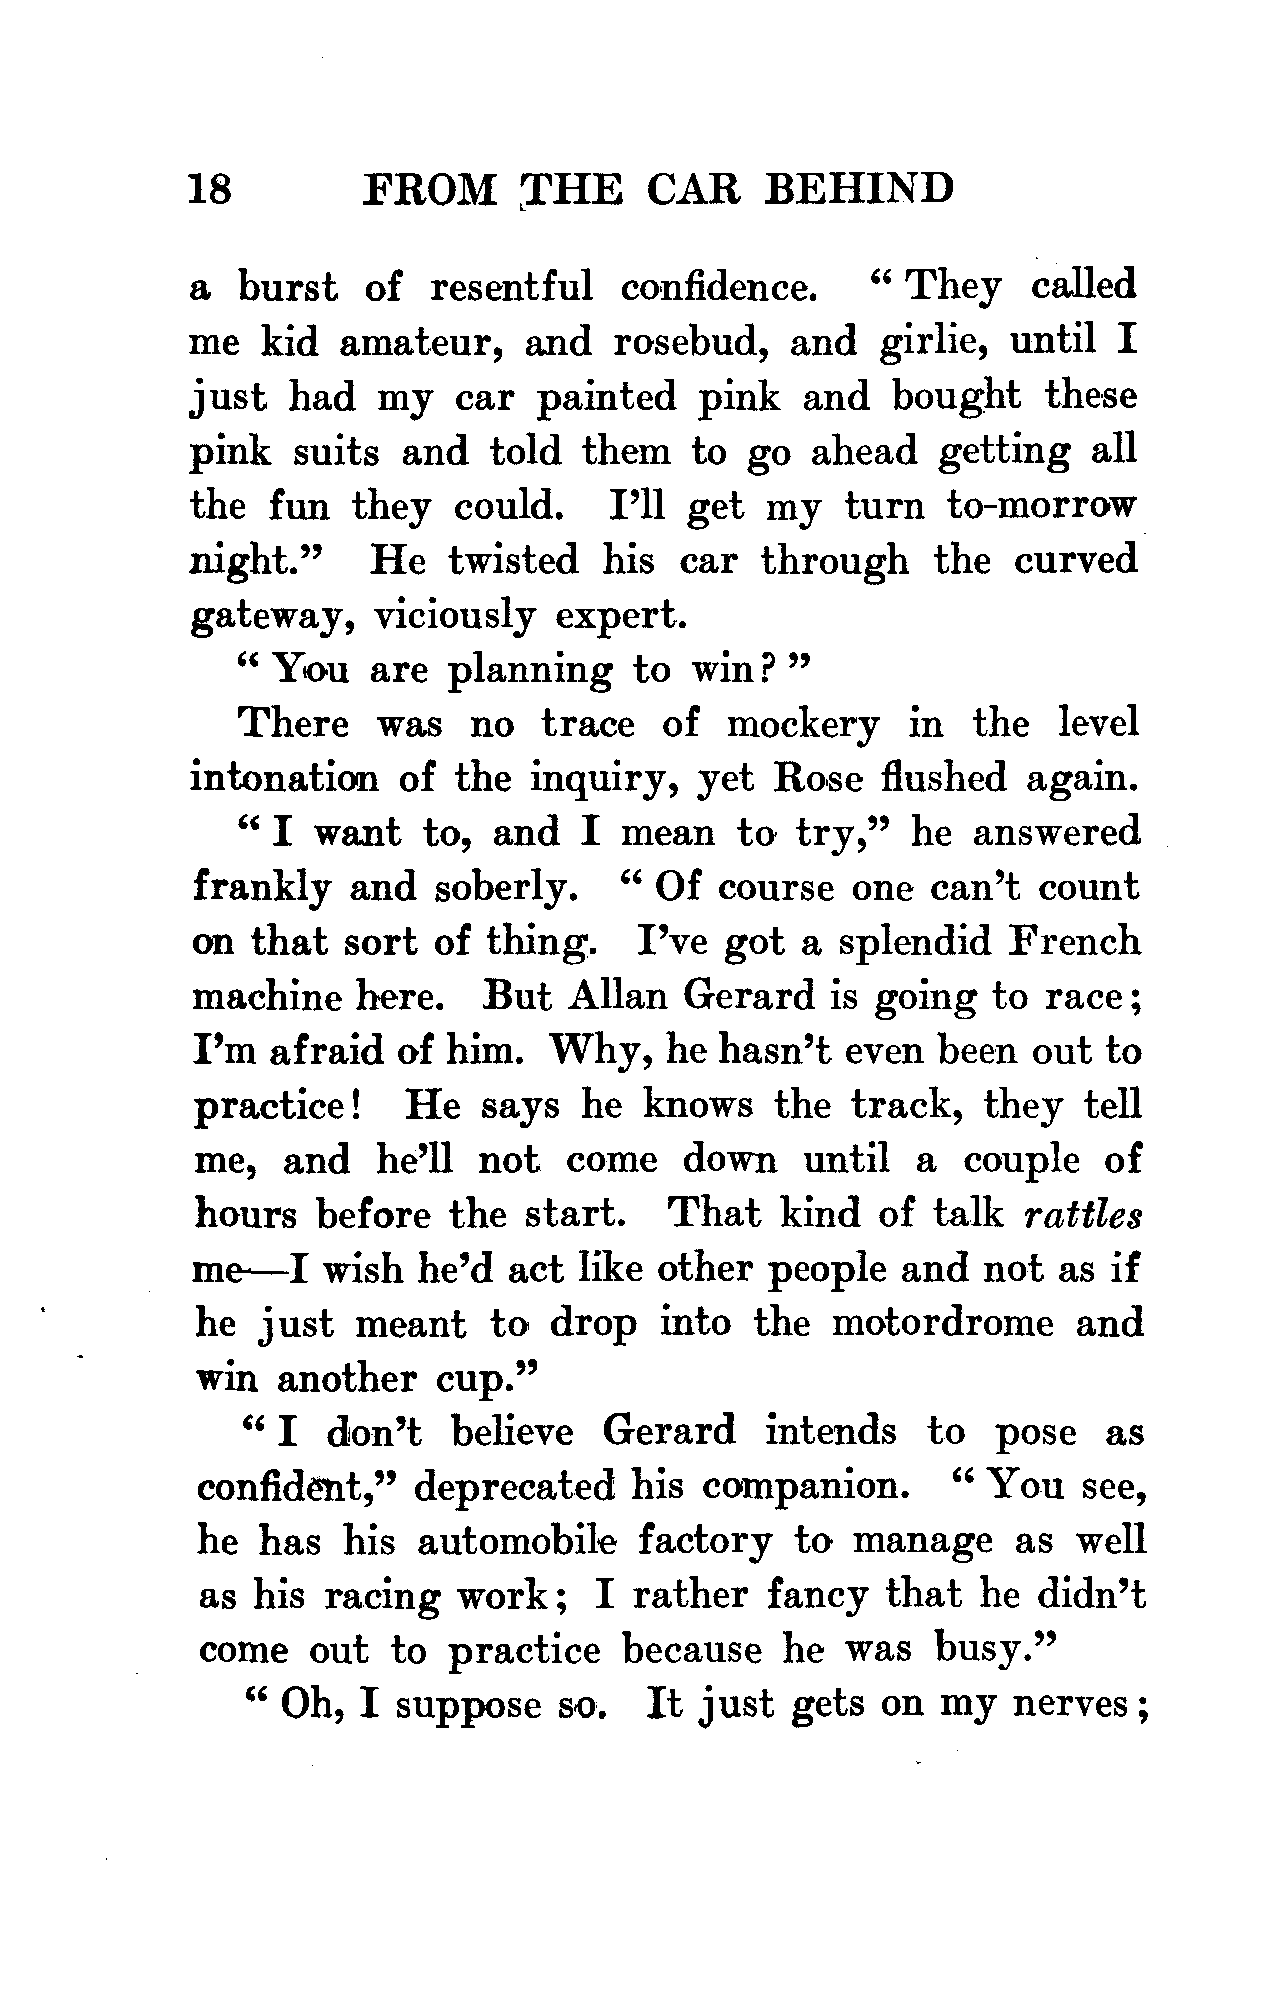 18 FROM THE CAR BEHIND
a burst of resentful confidence. “ They called
me kid amateur, and rosebud, and girlie, until I
just had my car painted pink and bought these
pink suits and told them to go ahead getting all
the fun they could. I’ll get my turn to-morrow
night.” He twisted his car through the curved
gateway, viciously expert.
“ You are planning to win? ”
There was no trace of mockery in the level
intonation of the inquiry, yet Rose flushed again.
“ I want to, and I mean to try,” he answered
frankly and soberly. “ Of course one can’t count
on that sort of thing. I’ve got a splendid French
machine here. But Allan Gerard is going to race;
I’m afraid of him. Why, he hasn’t even been out to
practice! He says he knows the track, they tell
me, and he’ll not come down until a couple of
hours before the start. That kind of talk rattles
me—I wish he’d act like other people and not as if
he just meant to drop into the motordrome and
win another cup.”
“ I don’t believe Gerard intends to pose as
confident,” deprecated his companion. “ You see,
he has his automobile factory to manage as well
as his racing work; I rather fancy that he didn’t
come out to practice because he was busy.”
“ Oh, I suppose so. It just gets on my nerves;